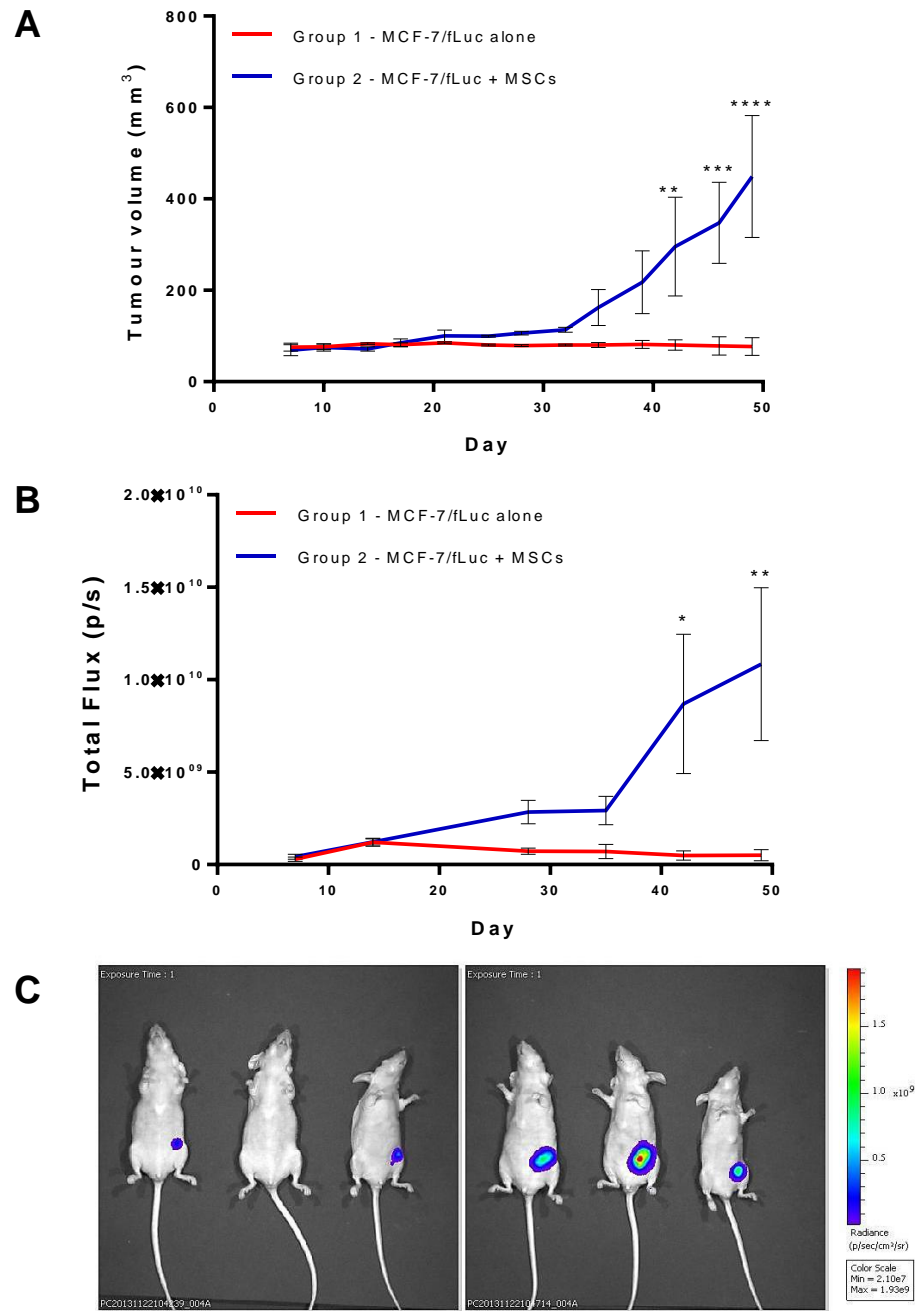 A
800
600
400
200
0
Tumour volume (mm³)
Group 1 - MCF-7/fLuc alone
Group 2 - MCF-7/fLuc + MSCs
**
***
****
0 10 20 30 40 50
Day
B
2.0✖10¹⁰
1.5✖10¹⁰
1.0✖10¹⁰
5.0✖10⁰⁹
0
Total Flux (p/s)
Group 1 - MCF-7/fLuc alone
Group 2 - MCF-7/fLuc + MSCs
*
**
0 10 20 30 40 50
Day
C
Exposure Time : 1
PC20131122104239_004A
Exposure Time : 1
1.5
1.0
x10⁹
0.5
Radiance
(p/sec/cm²/sr)
Color Scale
Min = 2.10e7
Max = 1.93e9